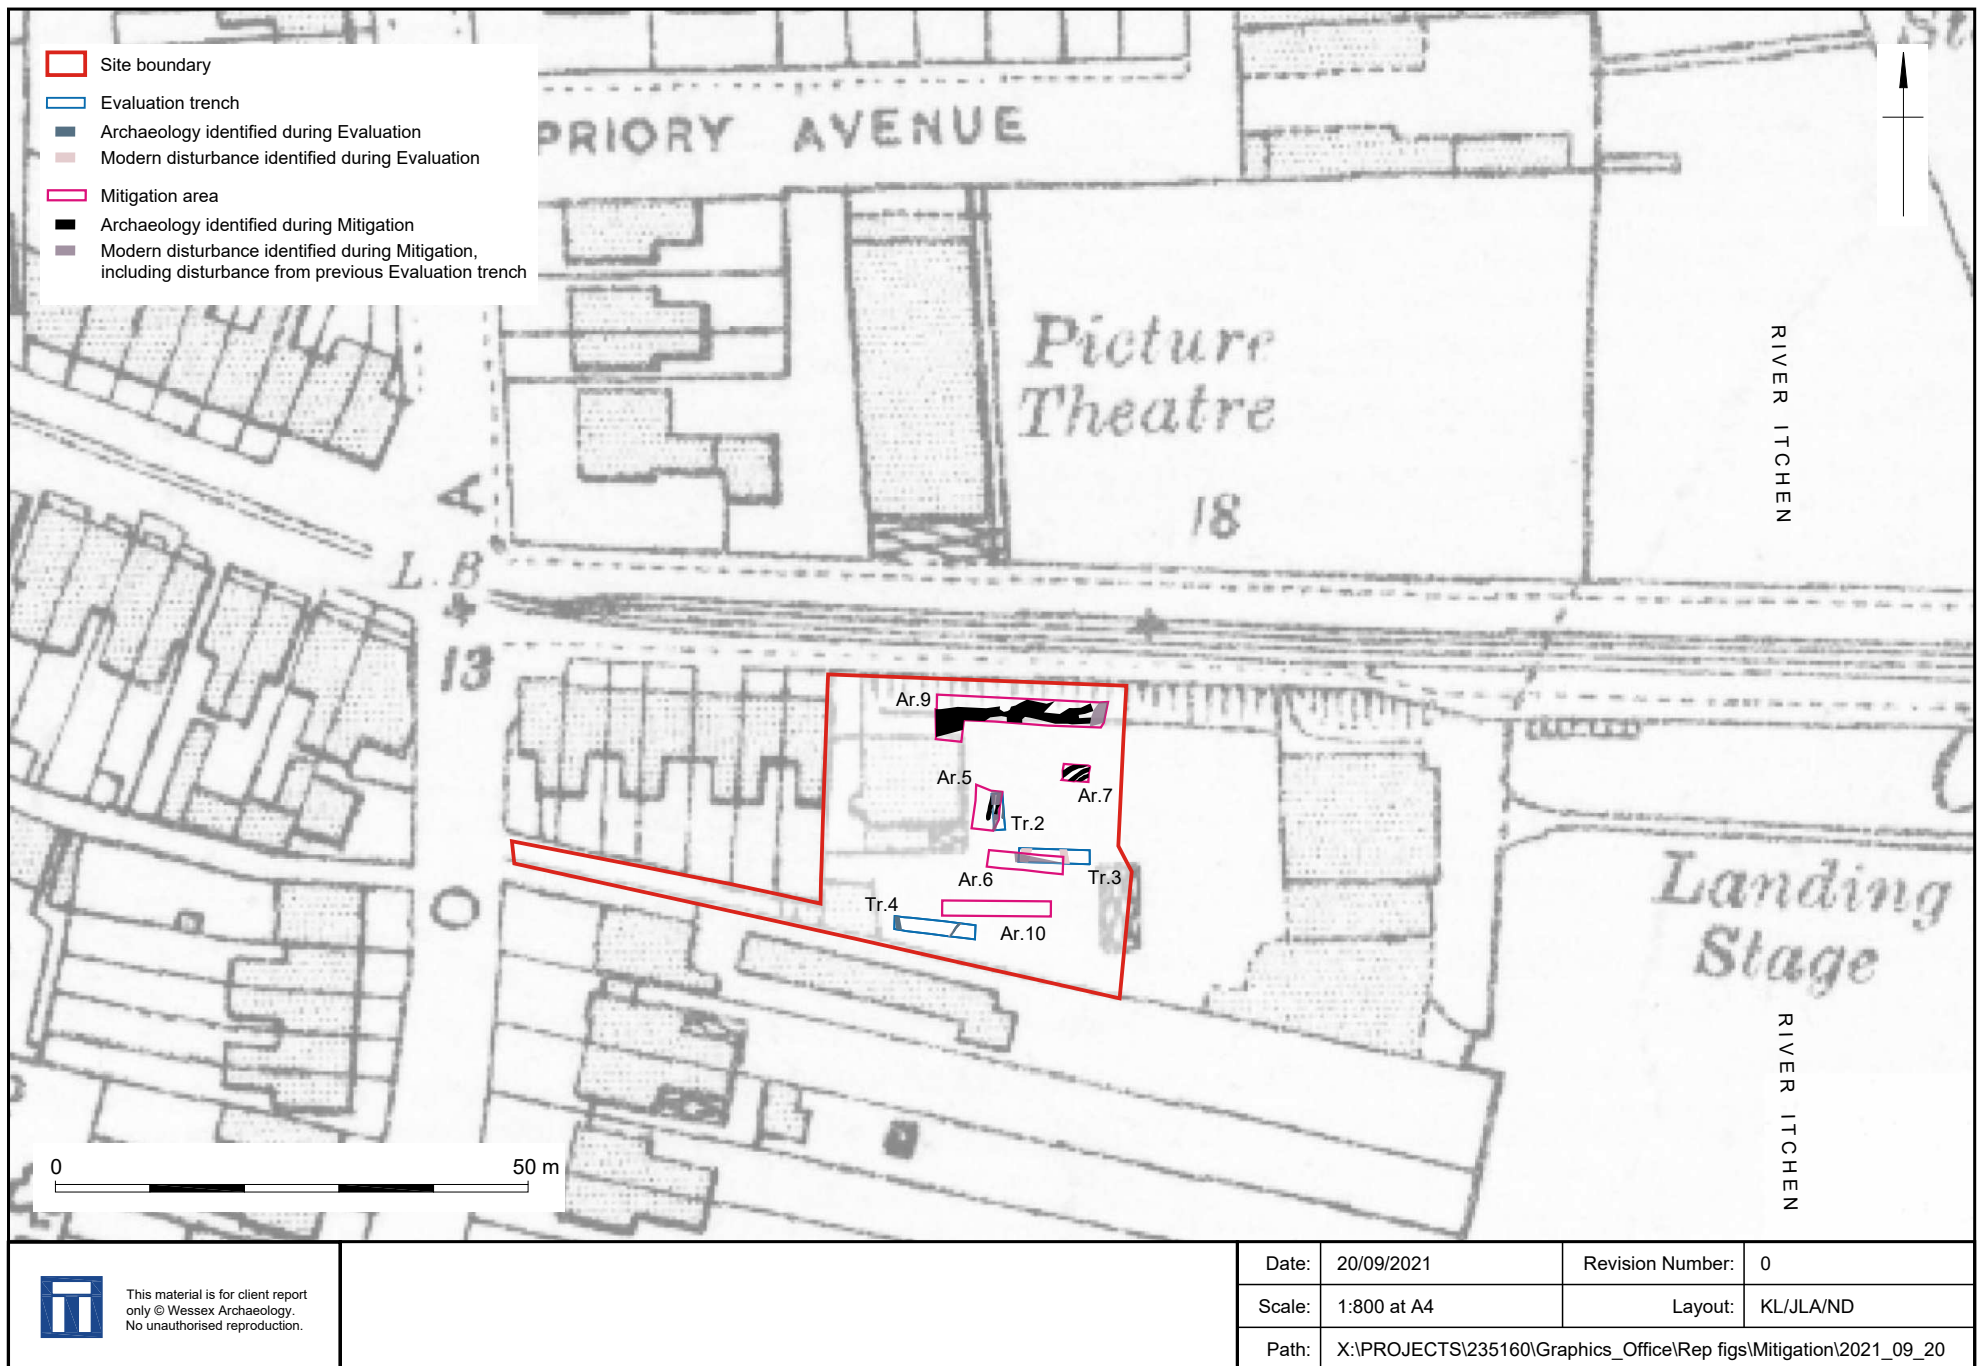 Site boundary
Evaluation trench
Archaeology identified during Evaluation
Modern disturbance identified during Evaluation
Mitigation area
Archaeology identified during Mitigation
Modern disturbance identified during Mitigation,
including disturbance from previous Evaluation trench
PRIORY AVENUE
Picture
Theatre
18
RIVER ITCHEN
A
L.B
13
Ar.9
Ar.5
Ar.7
Tr.2
Ar.6
Tr.3
Tr.4
Ar.10
O
Landing
Stage
RIVER ITCHEN
0 50 m
This material is for client report
only © Wessex Archaeology.
No unauthorised reproduction.
Date: 20/09/2021 Revision Number: 0
Scale: 1:800 at A4 Layout: KL/JLA/ND
Path: X:\PROJECTS\235160\Graphics_Office\Rep figs\Mitigation\2021_09_20